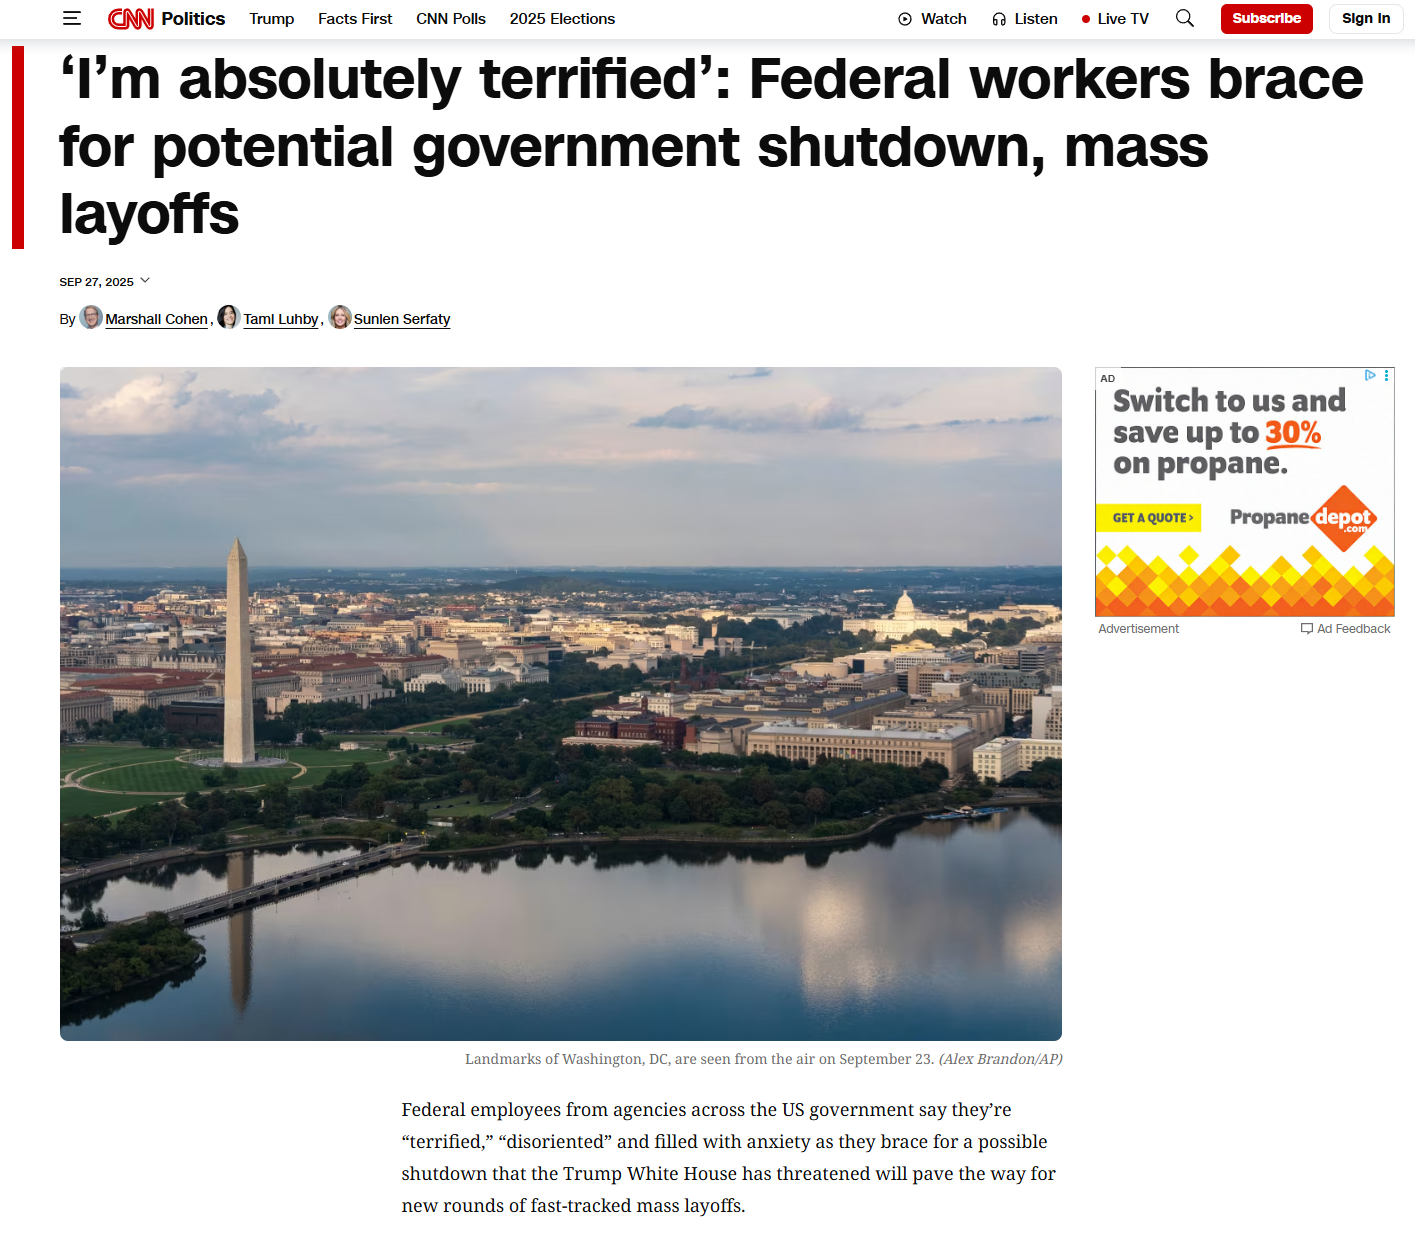 CNN Politics Trump Facts First CNN Polls 2025 Elections Watch Listen Live TV Subscribe Sign in
‘I’m absolutely terrified’: Federal workers brace
for potential government shutdown, mass
layoffs
SEP 27, 2025
By Marshall Cohen, Tami Luhby, Sunlen Serfaty
AD
Switch to us and
save up to 30%
on propane.
GET A QUOTE >
Propane depot
.com
Advertisement Ad Feedback
Landmarks of Washington, DC, are seen from the air on September 23. (Alex Brandon/AP)
Federal employees from agencies across the US government say they’re
“terrified,” “disoriented” and filled with anxiety as they brace for a possible
shutdown that the Trump White House has threatened will pave the way for
new rounds of fast-tracked mass layoffs.